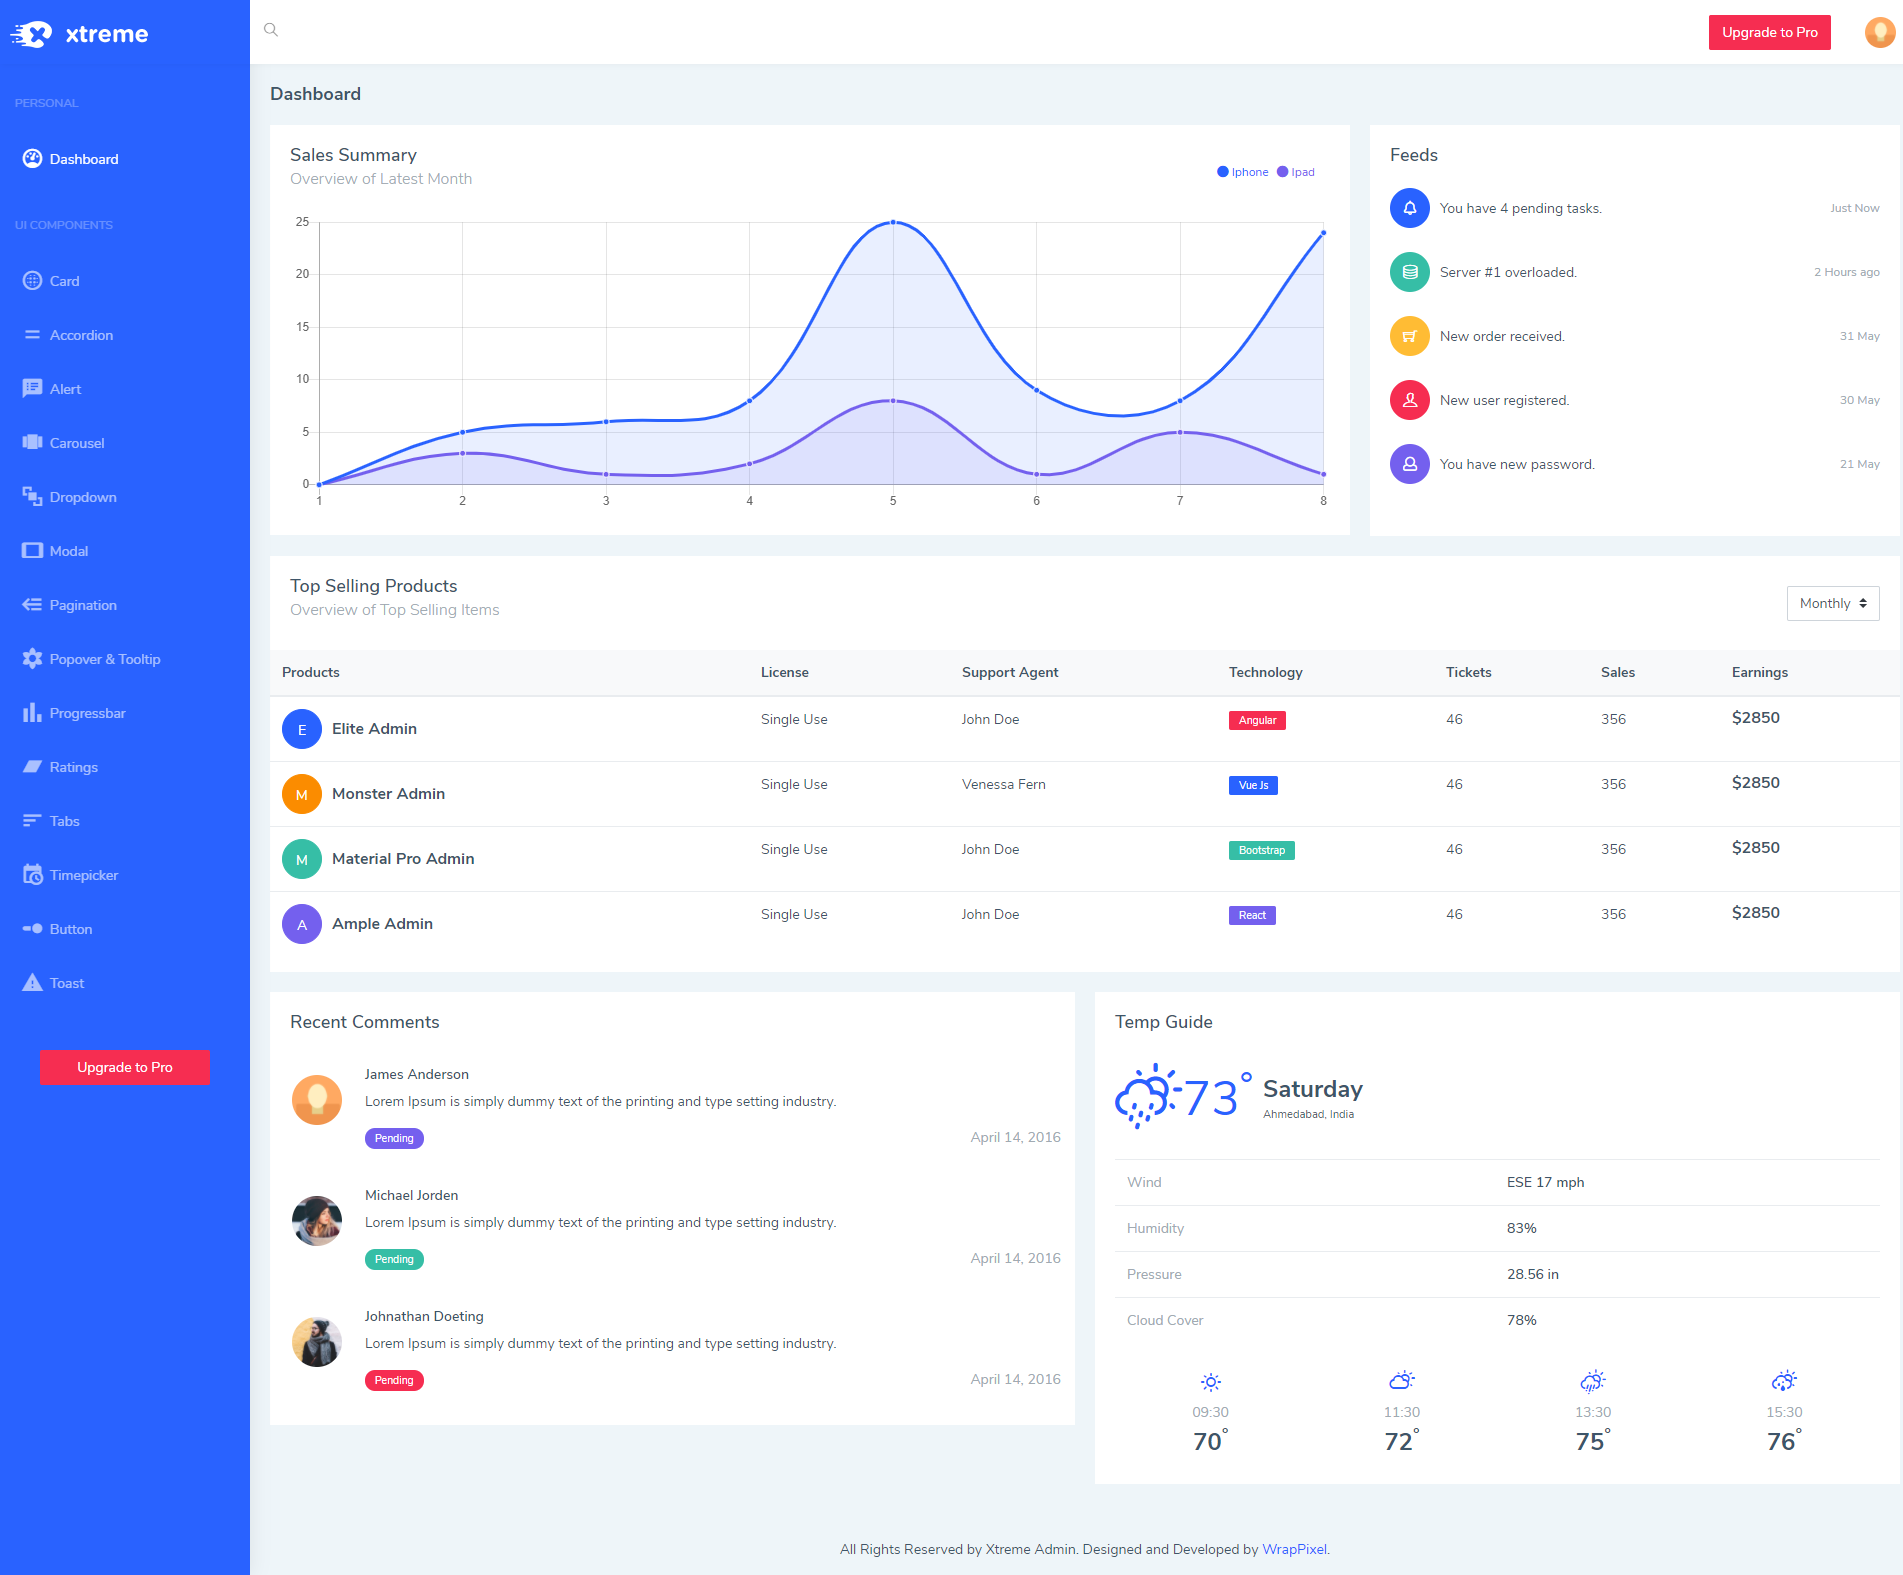 xtreme
Upgrade to Pro
PERSONAL
Dashboard
UI COMPONENTS
Card
Accordion
Alert
Carousel
Dropdown
Modal
Pagination
Popover & Tooltip
Progressbar
Ratings
Tabs
Timepicker
Button
Toast
Upgrade to Pro
Dashboard
Sales Summary
Overview of Latest Month
Iphone Ipad
25
20
15
10
5
0
1 2 3 4 5 6 7 8
Feeds
You have 4 pending tasks. Just Now
Server #1 overloaded. 2 Hours ago
New order received. 31 May
New user registered. 30 May
You have new password. 21 May
Top Selling Products
Overview of Top Selling Items
Monthly
Products License Support Agent Technology Tickets Sales Earnings
E Elite Admin Single Use John Doe Angular 46 356 $2850
M Monster Admin Single Use Venessa Fern Vue Js 46 356 $2850
M Material Pro Admin Single Use John Doe Bootstrap 46 356 $2850
A Ample Admin Single Use John Doe React 46 356 $2850
Recent Comments
James Anderson
Lorem Ipsum is simply dummy text of the printing and type setting industry.
Pending April 14, 2016
Michael Jorden
Lorem Ipsum is simply dummy text of the printing and type setting industry.
Pending April 14, 2016
Johnathan Doeting
Lorem Ipsum is simply dummy text of the printing and type setting industry.
Pending April 14, 2016
Temp Guide
73° Saturday
Ahmedabad, India
Wind ESE 17 mph
Humidity 83%
Pressure 28.56 in
Cloud Cover 78%
09:30 11:30 13:30 15:30
70° 72° 75° 76°
All Rights Reserved by Xtreme Admin. Designed and Developed by WrapPixel.